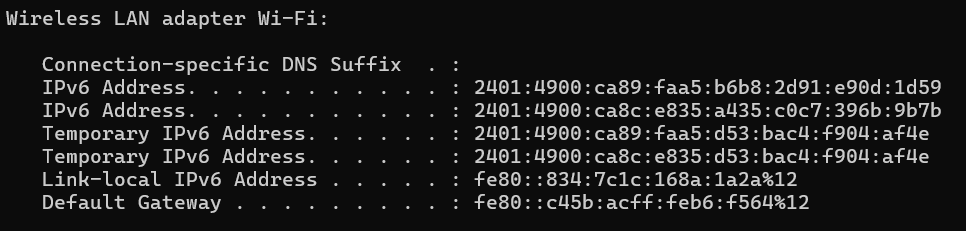 Wireless LAN adapter Wi-Fi:
Connection-specific DNS Suffix  . :
IPv6 Address. . . . . . . . . . . : 2401:4900:ca89:faa5:b6b8:2d91:e90d:1d59
IPv6 Address. . . . . . . . . . . : 2401:4900:ca8c:e835:a435:c0c7:396b:9b7b
Temporary IPv6 Address. . . . . . : 2401:4900:ca89:faa5:d53:bac4:f904:af4e
Temporary IPv6 Address. . . . . . : 2401:4900:ca8c:e835:d53:bac4:f904:af4e
Link-local IPv6 Address . . . . . : fe80::834:7c1c:168a:1a2a%12
Default Gateway . . . . . . . . . : fe80::c45b:acff:feb6:f564%12